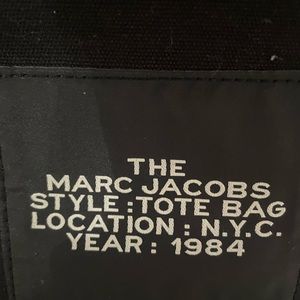 THE
MARC JACOBS
STYLE : TOTE BAG
LOCATION : N.Y.C.
YEAR : 1984